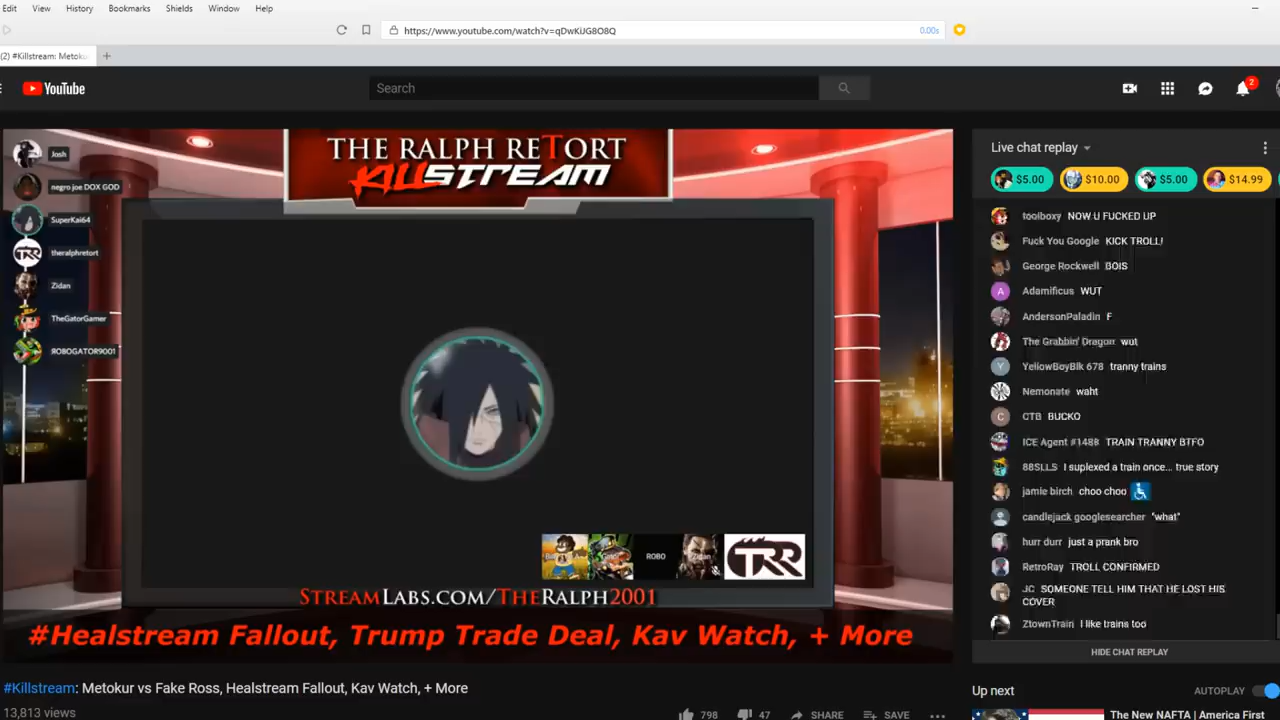 Edit View History Bookmarks Shields Window Help
https://www.youtube.com/watch?v=qDwKiJG8O8Q 0.00s
(2) #Killstream: Metoku
YouTube
Search
2
THE RALPH RETORT
KILLSTREAM
Josh
negro joe DOX GOD
SuperKai64
theralphretort
Zidan
TheGatorGamer
ROBOGATOR9001
TRR
ROBO
Zidan
TRR
STREAMLABS.COM/THERALPH2001
#Healstream Fallout, Trump Trade Deal, Kav Watch, + More
#Killstream: Metokur vs Fake Ross, Healstream Fallout, Kav Watch, + More
13,813 views
798 47 SHARE SAVE
Live chat replay
$5.00 $10.00 $5.00 $14.99
toolboxy NOW U FUCKED UP
Fuck You Google KICK TROLL!
George Rockwell BOIS
A Adamificus WUT
AndersonPaladin F
The Grabbin' Dragon wut
Y YellowBoyBlk 678 tranny trains
Nemonate waht
C CTB BUCKO
ICE Agent #1488 TRAIN TRANNY BTFO
88SLLS I suplexed a train once... true story
jamie birch choo choo
candlejack googlesearcher "what"
hurr durr just a prank bro
RetroRay TROLL CONFIRMED
JC SOMEONE TELL HIM THAT HE LOST HIS
COVER
ZtownTrain I like trains too
HIDE CHAT REPLAY
Up next AUTOPLAY
The New NAFTA | America First